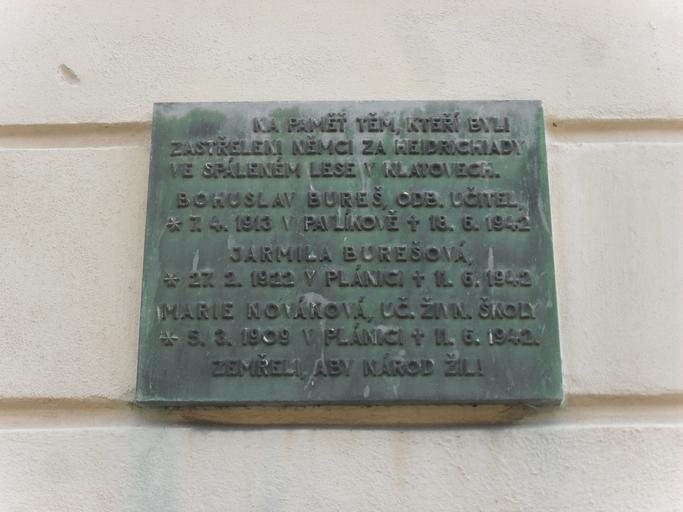 NA PAMĚŤ TĚM, KTEŘÍ BYLI
ZASTŘELENI NĚMCI ZA HEIDRICHIADY
VE SPÁLENÉM LESE V KLATOVECH.
BOHUSLAV BUREŠ, ODB. UČITEL,
* 7. 4. 1913 V PAVLÍKOVĚ † 18. 6. 1942
JARMILA BUREŠOVÁ,
* 27. 2. 1922 V PLÁNICI † 11. 6. 1942
MARIE NOVÁKOVÁ, UČ. ŽIVN. ŠKOLY
* 5. 3. 1909 V PLÁNICI † 11. 6. 1942.
ZEMŘELI, ABY NÁROD ŽIL!